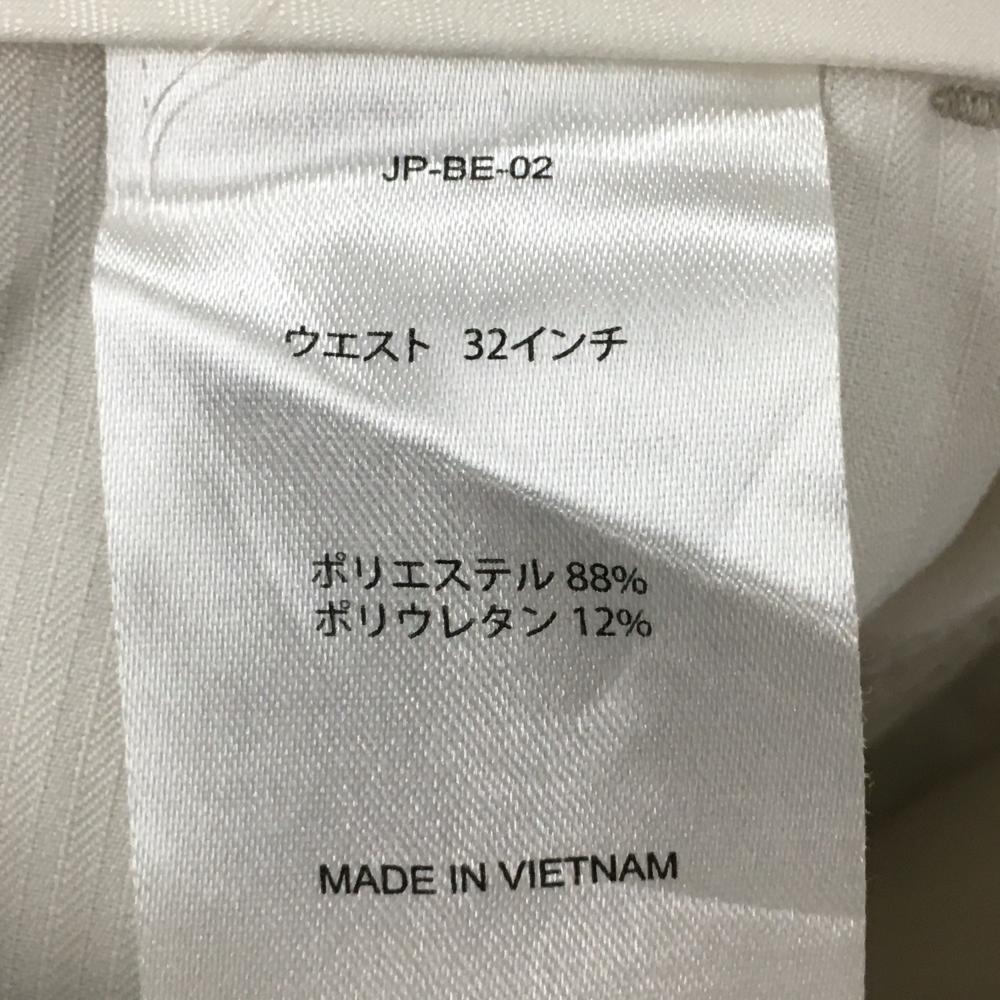 JP-BE-02
ウエスト 32インチ
ポリエステル 88%
ポリウレタン 12%
MADE IN VIETNAM